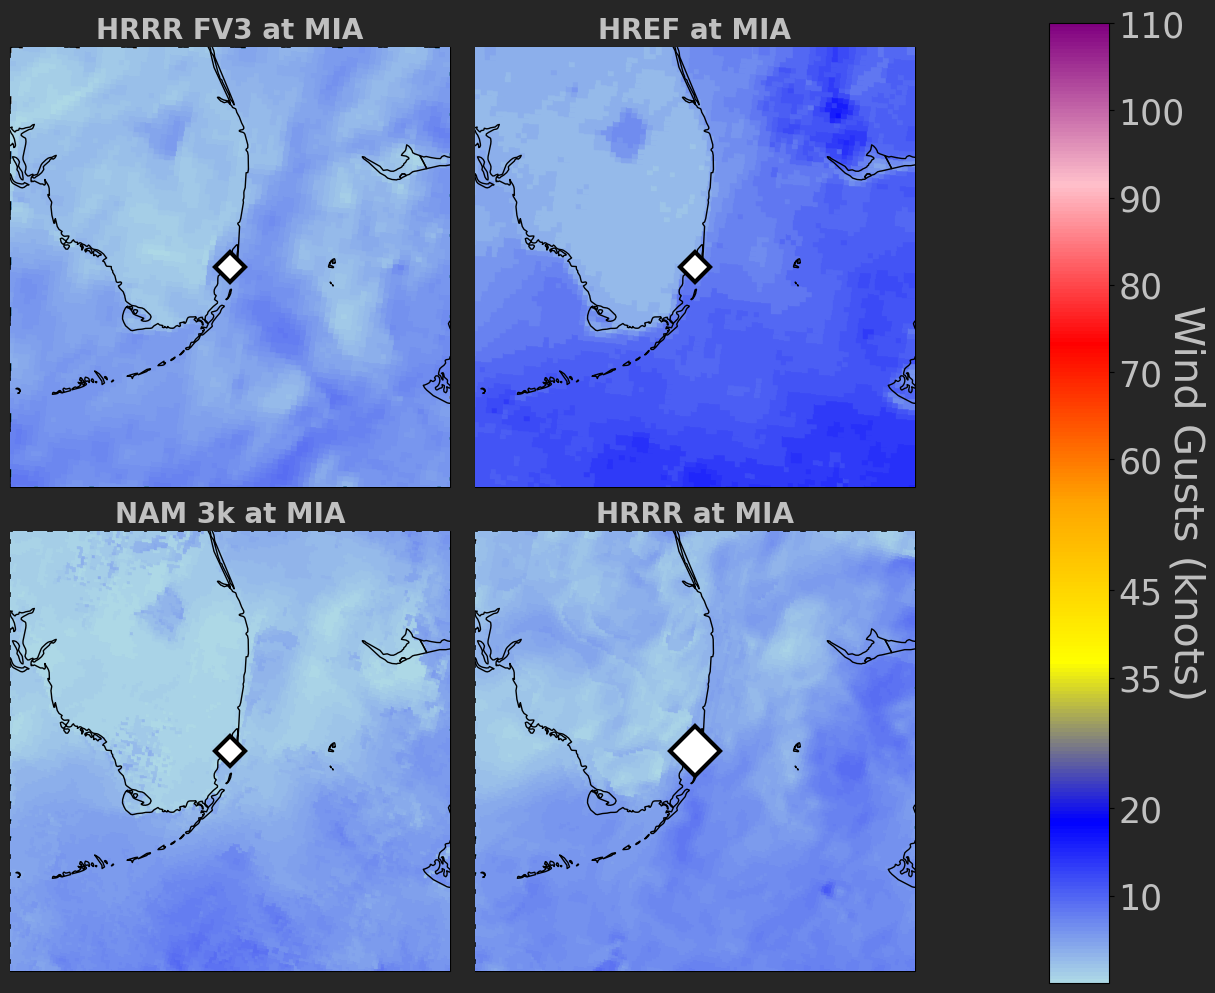 HRRR FV3 at MIA
HREF at MIA
NAM 3k at MIA
HRRR at MIA
110
100
90
80
70
60
45
35
20
10
Wind Gusts (knots)